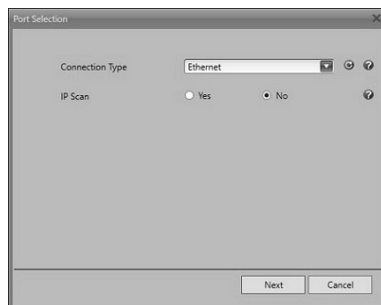 Port Selection
Connection Type Ethernet
IP Scan Yes No
Next Cancel